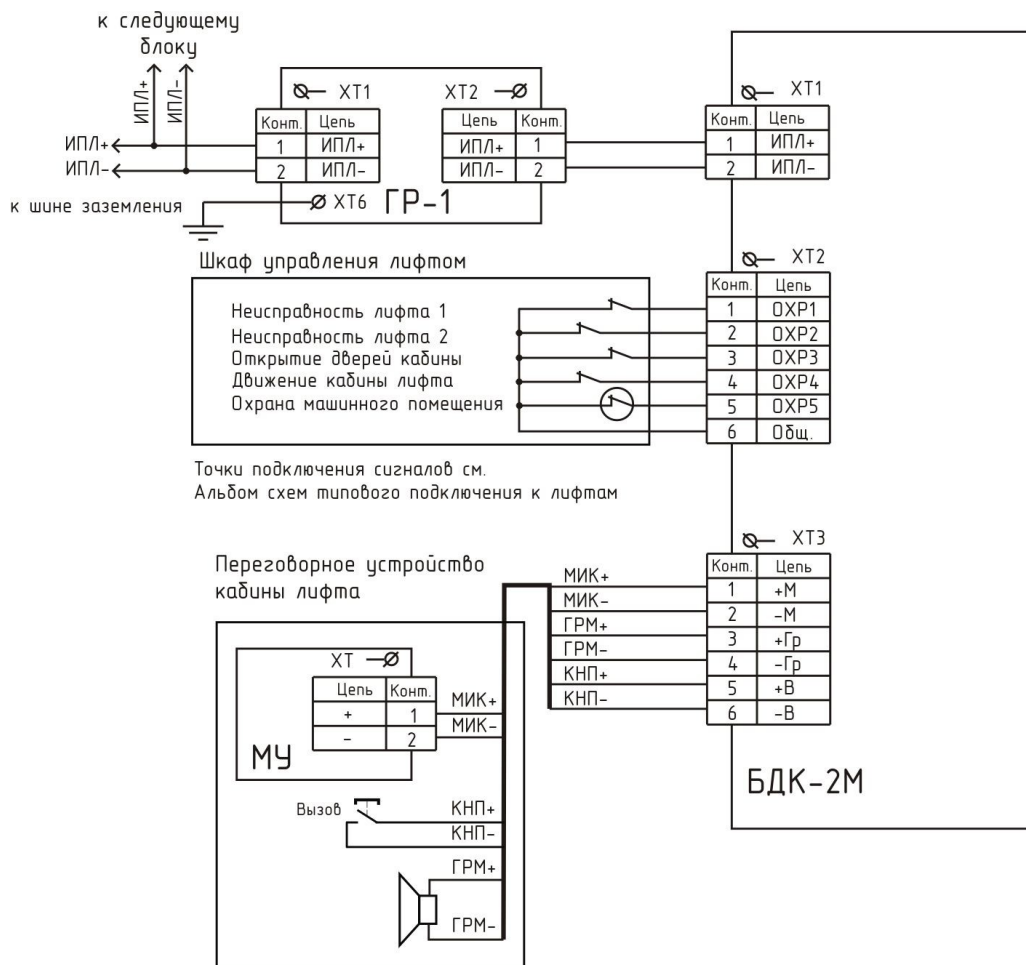 к следующему
блоку
ИПЛ+
ИПЛ-
ИПЛ+
ИПЛ-
к шине заземления
XT1
Конт. Цепь
1 ИПЛ+
2 ИПЛ-
XT2
Цепь Конт.
ИПЛ+ 1
ИПЛ- 2
XT6
ГР-1
XT1
Конт. Цепь
1 ИПЛ+
2 ИПЛ-
Шкаф управления лифтом
Неисправность лифта 1
Неисправность лифта 2
Открытие дверей кабины
Движение кабины лифта
Охрана машинного помещения
XT2
Конт. Цепь
1 ОХР1
2 ОХР2
3 ОХР3
4 ОХР4
5 ОХР5
6 Общ.
Точки подключения сигналов см.
Альбом схем типового подключения к лифтам
Переговорное устройство
кабины лифта
МИК+
МИК-
ГРМ+
ГРМ-
КНП+
КНП-
XT3
Конт. Цепь
1 +М
2 -М
3 +Гр
4 -Гр
5 +В
6 -В
XT
Цепь Конт.
+ 1
- 2
МУ
МИК+
МИК-
Вызов
КНП+
КНП-
ГРМ+
ГРМ-
БДК-2М